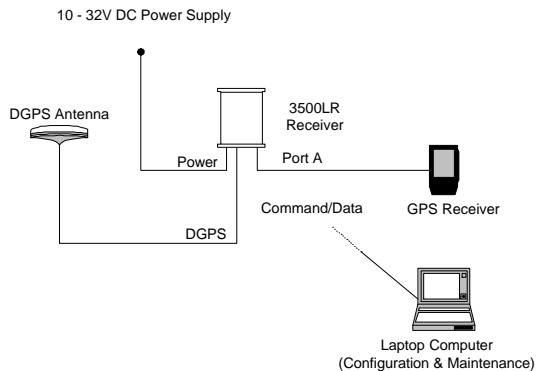 10 - 32V DC Power Supply
DGPS Antenna
3500LR
Receiver
Power
Port A
Command/Data
GPS Receiver
DGPS
Laptop Computer
(Configuration & Maintenance)